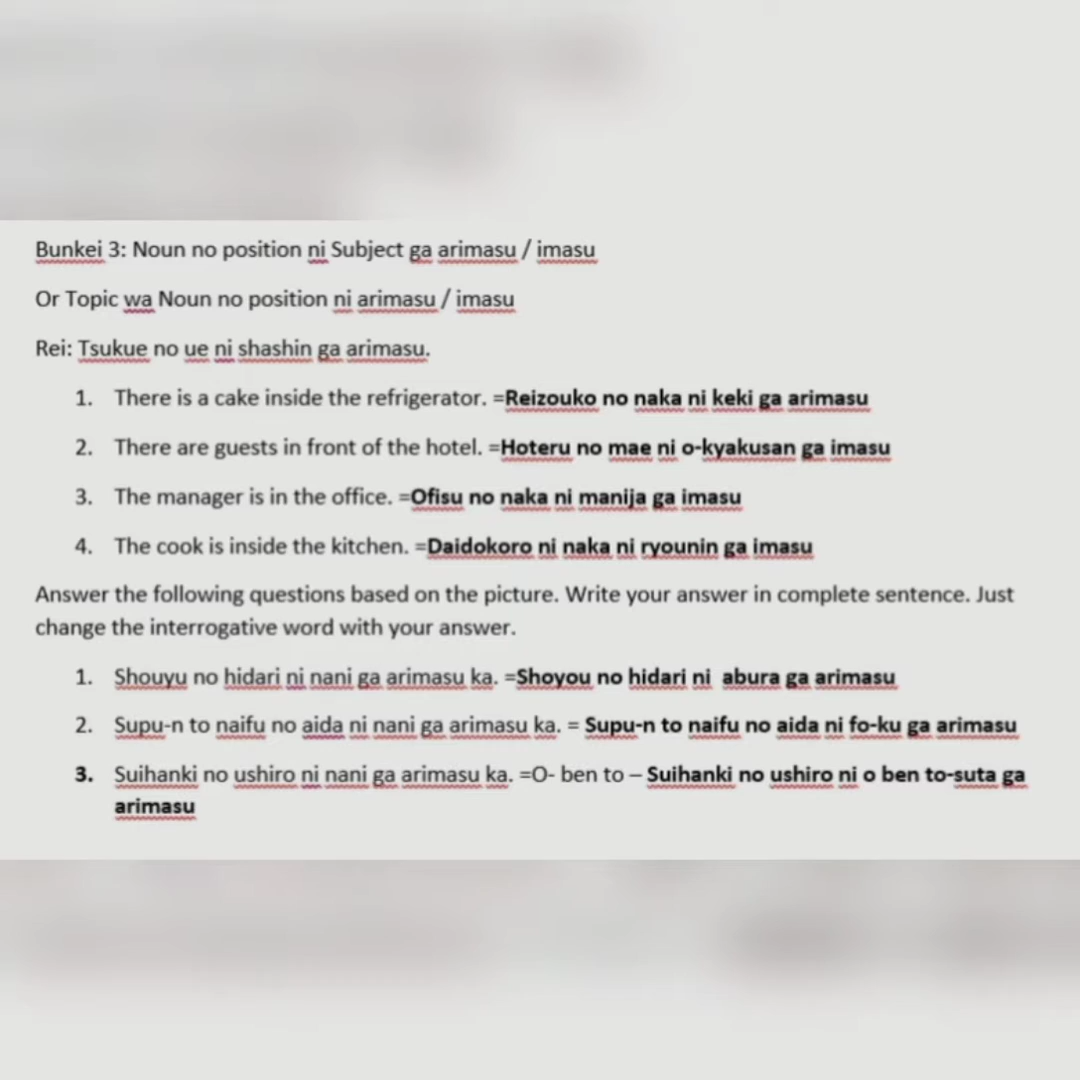 Bunkei 3: Noun no position ni Subject ga arimasu / imasu
Or Topic wa Noun no position ni arimasu / imasu
Rei: Tsukue no ue ni shashin ga arimasu.
1. There is a cake inside the refrigerator. =Reizouko no naka ni keki ga arimasu
2. There are guests in front of the hotel. =Hoteru no mae ni o-kyakusan ga imasu
3. The manager is in the office. =Ofisu no naka ni manija ga imasu
4. The cook is inside the kitchen. =Daidokoro ni naka ni ryounin ga imasu
Answer the following questions based on the picture. Write your answer in complete sentence. Just
change the interrogative word with your answer.
1. Shouyu no hidari ni nani ga arimasu ka. =Shoyou no hidari ni abura ga arimasu
2. Supu-n to naifu no aida ni nani ga arimasu ka. = Supu-n to naifu no aida ni fo-ku ga arimasu
3. Suihanki no ushiro ni nani ga arimasu ka. =O- ben to – Suihanki no ushiro ni o ben to-suta ga
arimasu